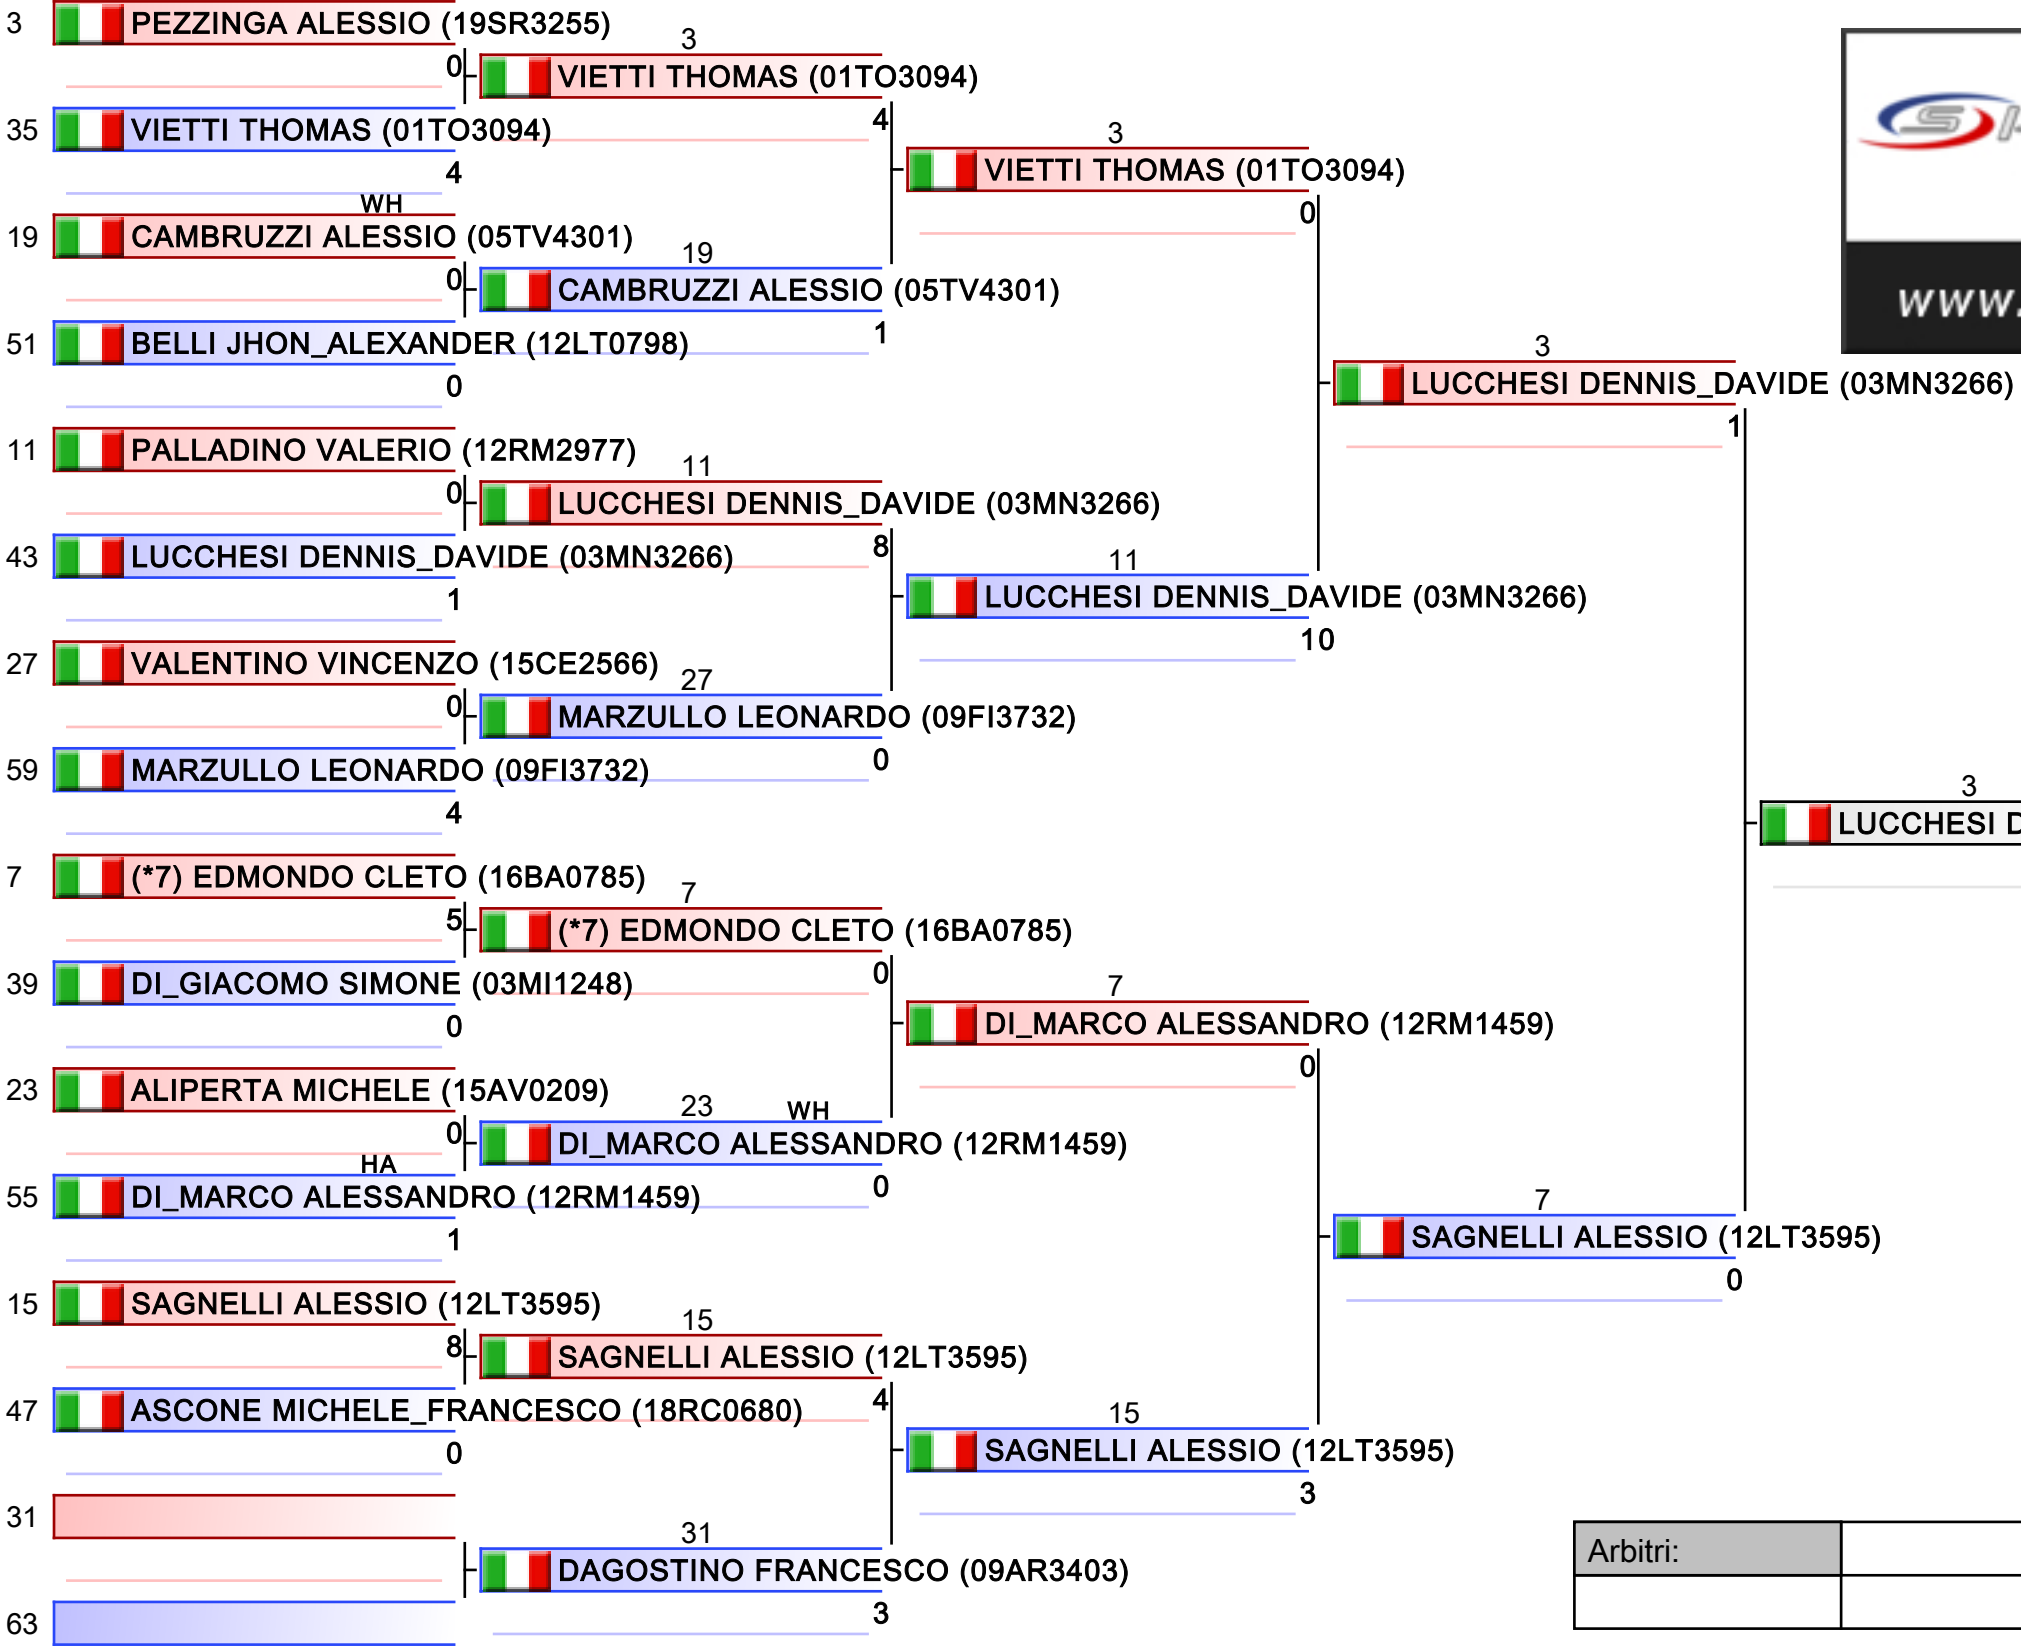 3 PEZZINGA ALESSIO (19SR3255)
0
3
VIETTI THOMAS (01TO3094)
35 VIETTI THOMAS (01TO3094)
4
4
3
VIETTI THOMAS (01TO3094)
0
WH
19 CAMBRUZZI ALESSIO (05TV4301)
0
19
CAMBRUZZI ALESSIO (05TV4301)
1
51 BELLI JHON_ALEXANDER (12LT0798)
0
www.
3
LUCCHESI DENNIS_DAVIDE (03MN3266)
1
11 PALLADINO VALERIO (12RM2977)
0
11
LUCCHESI DENNIS_DAVIDE (03MN3266)
8
43 LUCCHESI DENNIS_DAVIDE (03MN3266)
1
11
LUCCHESI DENNIS_DAVIDE (03MN3266)
10
27 VALENTINO VINCENZO (15CE2566)
0
27
MARZULLO LEONARDO (09FI3732)
0
59 MARZULLO LEONARDO (09FI3732)
4
3
LUCCHESI D
7 (*7) EDMONDO CLETO (16BA0785)
5
7
(*7) EDMONDO CLETO (16BA0785)
0
39 DI_GIACOMO SIMONE (03MI1248)
0
7
DI_MARCO ALESSANDRO (12RM1459)
0
23 ALIPERTA MICHELE (15AV0209)
0
23 WH
DI_MARCO ALESSANDRO (12RM1459)
0
HA
55 DI_MARCO ALESSANDRO (12RM1459)
1
7
SAGNELLI ALESSIO (12LT3595)
0
15 SAGNELLI ALESSIO (12LT3595)
8
15
SAGNELLI ALESSIO (12LT3595)
4
47 ASCONE MICHELE_FRANCESCO (18RC0680)
0
15
SAGNELLI ALESSIO (12LT3595)
3
31
31
DAGOSTINO FRANCESCO (09AR3403)
3
63
Arbitri: